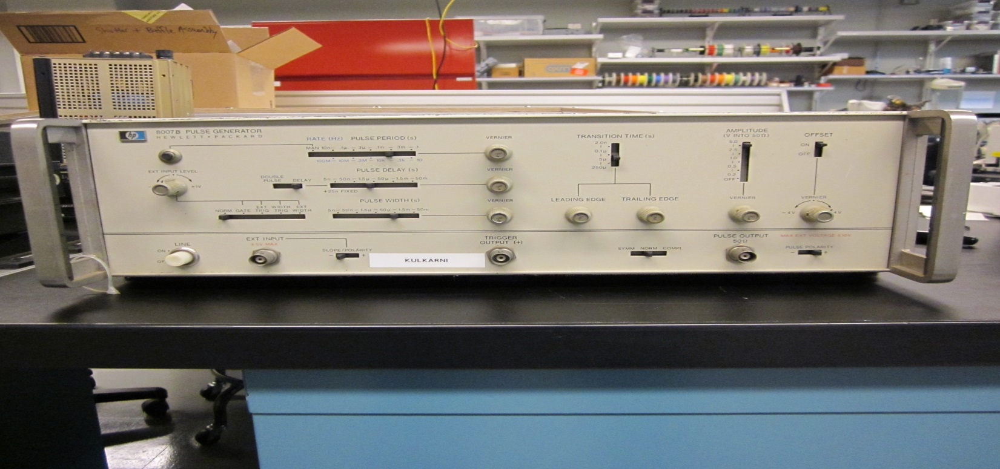 Shutter + Baffle Assembly
hp
8007B PULSE GENERATOR
HEWLETT • PACKARD
RATE (Hz) PULSE PERIOD (s)
MAN 10n .1μ 3μ .1m 3m .1
100M 10M .3M 10K .3K 10
VERNIER
EXT INPUT LEVEL
+1V
PULSE DELAY (s)
DOUBLE PULSE DELAY
5n 50n 1.5μ 50μ 1.5m 50m
+25n FIXED
VERNIER
PULSE WIDTH (s)
NORM GATE EXT TRIG WIDTH TRIG EXT WIDTH
5n 50n 1.5μ 50μ 1.5m 50m
VERNIER
TRANSITION TIME (s)
2.0n
0.1μ
5μ
250μ
LEADING EDGE TRAILING EDGE
AMPLITUDE
(V INTO 50Ω)
5.0
2.5
1.0
0.5
0.2
OFF
VERNIER
OFFSET
ON
OFF
VERNIER
-4V 4V
LINE
ON
EXT INPUT
±5V MAX
SLOPE/POLARITY
- +
KULKARNI
TRIGGER
OUTPUT (+)
SYMM NORM COMPL
PULSE OUTPUT
50Ω
MAX EXT VOLTAGE
PULSE POLARITY
- +